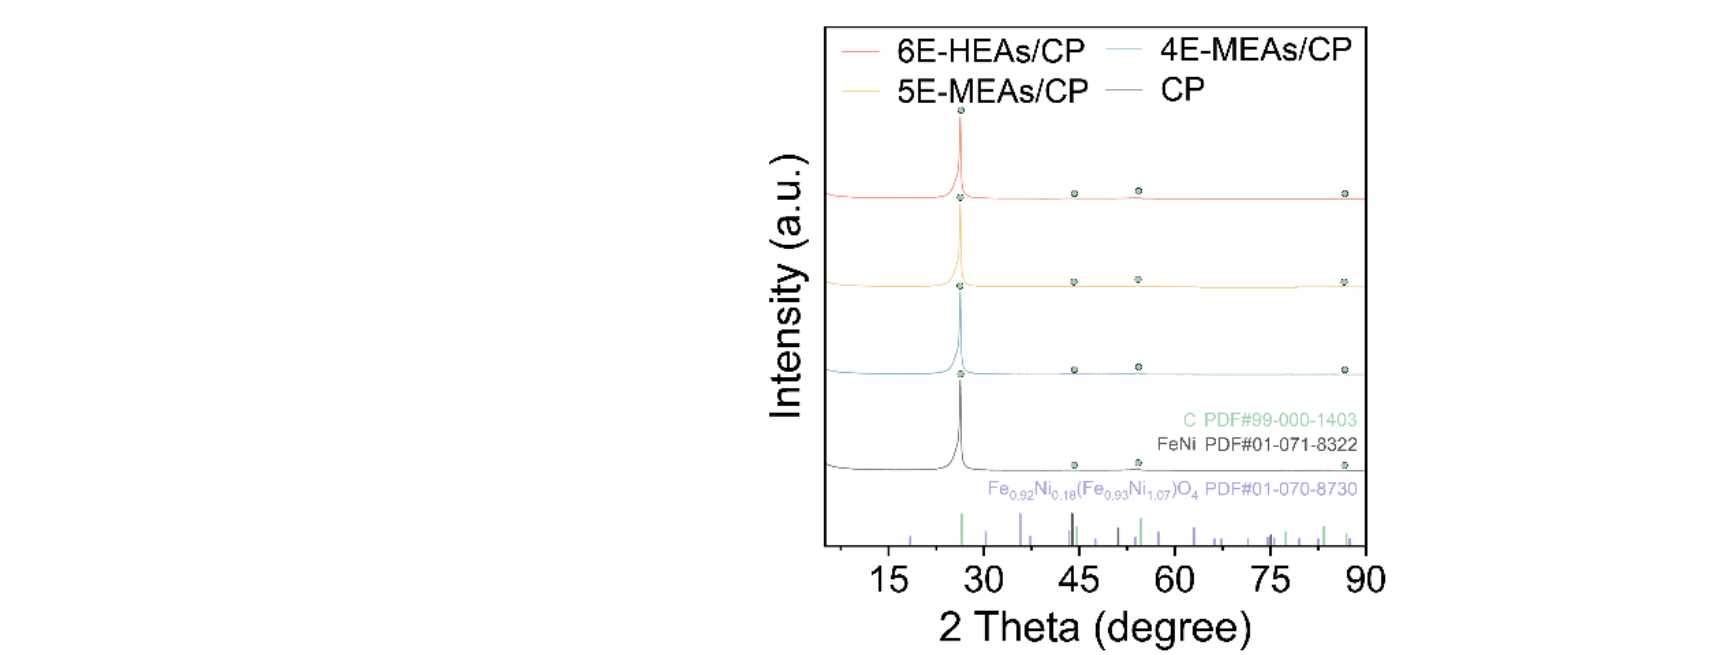 6E-HEAs/CP 4E-MEAs/CP
5E-MEAs/CP CP
Intensity (a.u.)
C PDF#99-000-1403
FeNi PDF#01-071-8322
Fe0.92Ni0.18(Fe0.93Ni1.07)O4 PDF#01-070-8730
15 30 45 60 75 90
2 Theta (degree)